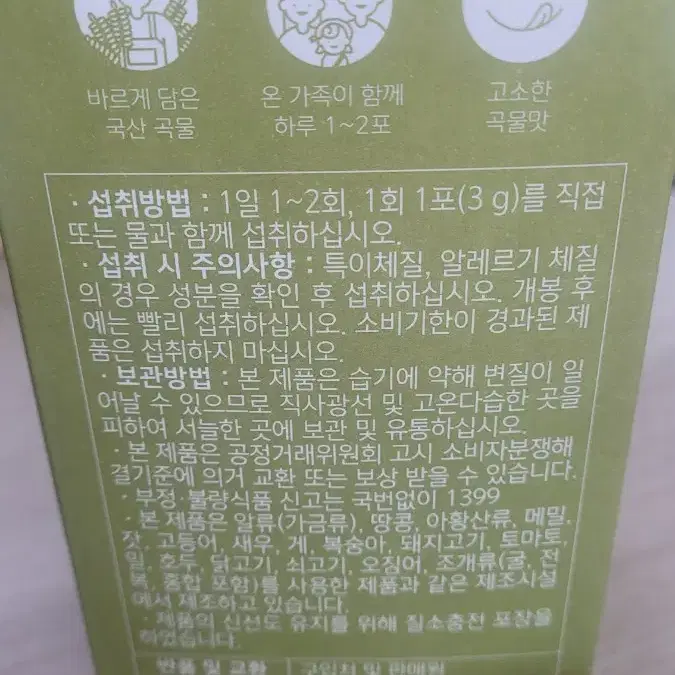 바르게 담은
국산 곡물
온 가족이 함께
하루 1~2포
고소한
곡물맛
· 섭취방법 : 1일 1~2회, 1회 1포(3 g)를 직접
또는 물과 함께 섭취하십시오.
· 섭취 시 주의사항 : 특이체질, 알레르기 체질
의 경우 성분을 확인 후 섭취하십시오. 개봉 후
에는 빨리 섭취하십시오. 소비기한이 경과된 제
품은 섭취하지 마십시오.
· 보관방법 : 본 제품은 습기에 약해 변질이 일
어날 수 있으므로 직사광선 및 고온다습한 곳을
피하여 서늘한 곳에 보관 및 유통하십시오.
· 본 제품은 공정거래위원회 고시 소비자분쟁해
결기준에 의거 교환 또는 보상 받을 수 있습니다.
· 부정·불량식품 신고는 국번없이 1399
· 본 제품은 알류(가금류), 땅콩, 아황산류, 메밀,
잣, 고등어, 새우, 게, 복숭아, 돼지고기, 토마토,
밀, 호두, 닭고기, 쇠고기, 오징어, 조개류(굴, 전
복, 홍합 포함)를 사용한 제품과 같은 제조시설
에서 제조하고 있습니다.
· 제품의 신선도 유지를 위해 질소충전 포장을
하였습니다.
반품 및 교환 구입처 및 판매원